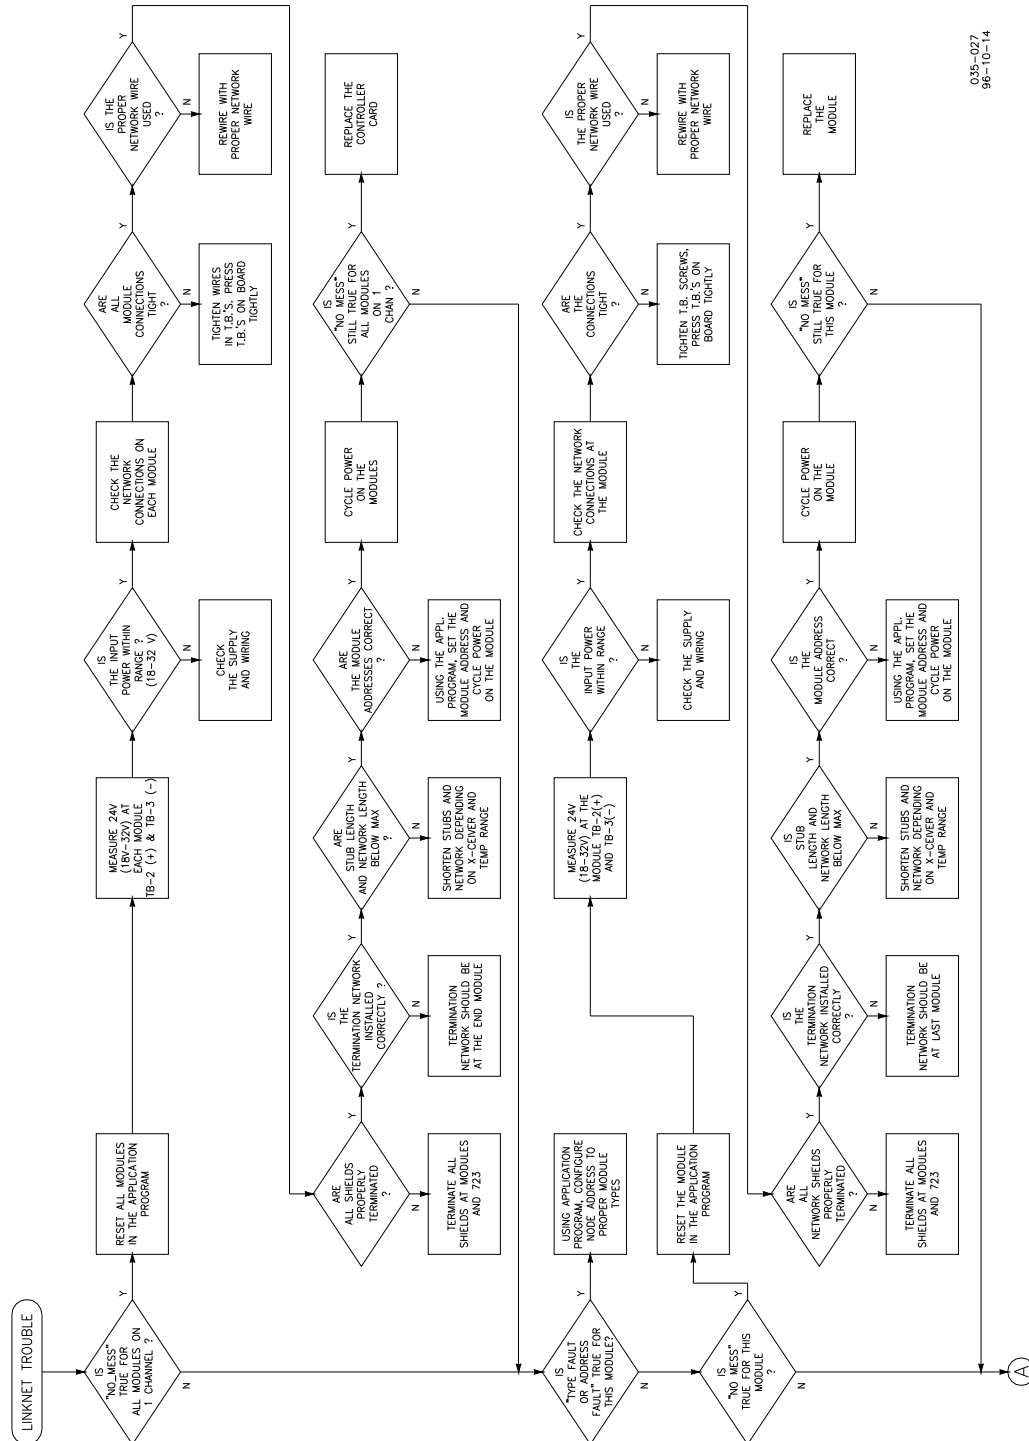 LINKNET TROUBLE
IS
"NO_MESS"
TRUE FOR
ALL MODULES ON
1 CHANNEL ?
Y
N
RESET ALL MODULES
IN THE APPLICATION
PROGRAM
MEASURE 24V
(18V-32V) AT
EACH MODULE
TB-2 (+) & TB-3 (-)
IS
THE INPUT
POWER WITHIN
RANGE ?
(18-32 V)
Y
N
CHECK
THE SUPPLY
AND WIRING
CHECK THE
NETWORK
CONNECTIONS ON
EACH MODULE
ARE
ALL
MODULE
CONNECTIONS
TIGHT
?
Y
N
TIGHTEN WIRES
IN T.B.'S. PRESS
T.B.'S ON BOARD
TIGHTLY
IS THE
PROPER
NETWORK WIRE
USED
?
Y
N
REWIRE WITH
PROPER NETWORK
WIRE
ARE
ALL SHIELDS
PROPERLY
TERMINATED
?
Y
N
TERMINATE ALL
SHIELDS AT MODULES
AND 723
IS
THE
TERMINATION NETWORK
INSTALLED
CORRECTLY ?
Y
N
TERMINATION
NETWORK SHOULD BE
AT THE END MODULE
ARE
STUB LENGTH
AND NETWORK LENGTH
BELOW MAX
?
Y
N
SHORTEN STUBS AND
NETWORK DEPENDING
ON X-CEIVER AND
TEMP RANGE
ARE
THE MODULE
ADDRESSES CORRECT
?
Y
N
USING THE APPL.
PROGRAM, SET THE
MODULE ADDRESS AND
CYCLE POWER
ON THE MODULE
CYCLE POWER
ON THE
MODULES
IS
"NO MESS"
STILL TRUE FOR
ALL MODULES
ON 1
CHAN ?
Y
N
REPLACE THE
CONTROLLER
CARD
IS
"TYPE FAULT
OR ADDRESS
FAULT" TRUE FOR
THIS MODULE?
Y
N
USING APPLICATION
PROGRAM, CONFIGURE
NODE ADDRESS TO
PROPER MODULE
TYPES
IS
"NO MESS"
TRUE FOR THIS
MODULE
?
Y
N
RESET THE MODULE
IN THE APPLICATION
PROGRAM
MEASURE 24V
(18-32V) AT THE
MODULE TB-2(+)
AND TB-3(-)
IS
THE
INPUT POWER
WITHIN RANGE
?
Y
N
CHECK THE SUPPLY
AND WIRING
CHECK THE NETWORK
CONNECTIONS AT
THE MODULE
ARE
THE
CONNECTIONS
TIGHT
?
Y
N
TIGHTEN T.B. SCREWS,
PRESS T.B.'S ON
BOARD TIGHTLY
IS
THE PROPER
NETWORK WIRE
USED
?
Y
N
REWIRE WITH
PROPER NETWORK
WIRE
ARE
ALL
NETWORK SHIELDS
PROPERLY
TERMINATED
?
Y
N
TERMINATE ALL
SHIELDS AT MODULES
AND 723
IS
THE
TERMINATION
NETWORK INSTALLED
CORRECTLY
?
Y
N
TERMINATION
NETWORK SHOULD BE
AT LAST MODULE
IS
STUB
LENGTH AND
NETWORK LENGTH
BELOW MAX
?
Y
N
SHORTEN STUBS AND
NETWORK DEPENDING
ON X-CEIVER AND
TEMP RANGE
IS
THE
MODULE ADDRESS
CORRECT
?
Y
N
USING THE APPL.
PROGRAM, SET THE
MODULE ADDRESS AND
CYCLE POWER
ON THE MODULE
CYCLE POWER
ON THE
MODULE
IS
"NO MESS"
STILL TRUE FOR
THIS MODULE
?
Y
N
REPLACE
THE
MODULE
A
035-027
96-10-14